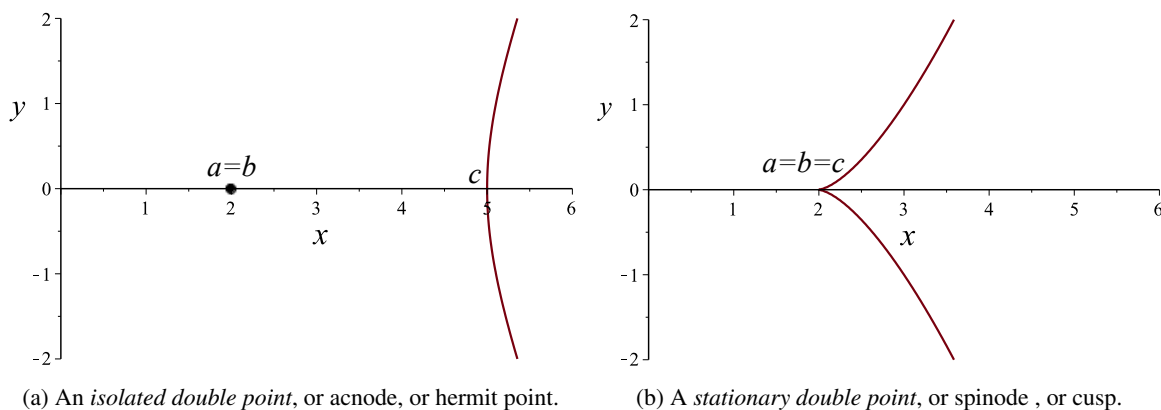 2
1
y
a=b
c
0
1
2
3
4
5
6
x
-1
-2
2
1
y
a=b=c
0
1
2
3
4
5
6
x
-1
-2
(a) An isolated double point, or acnode, or hermit point.
(b) A stationary double point, or spinode , or cusp.